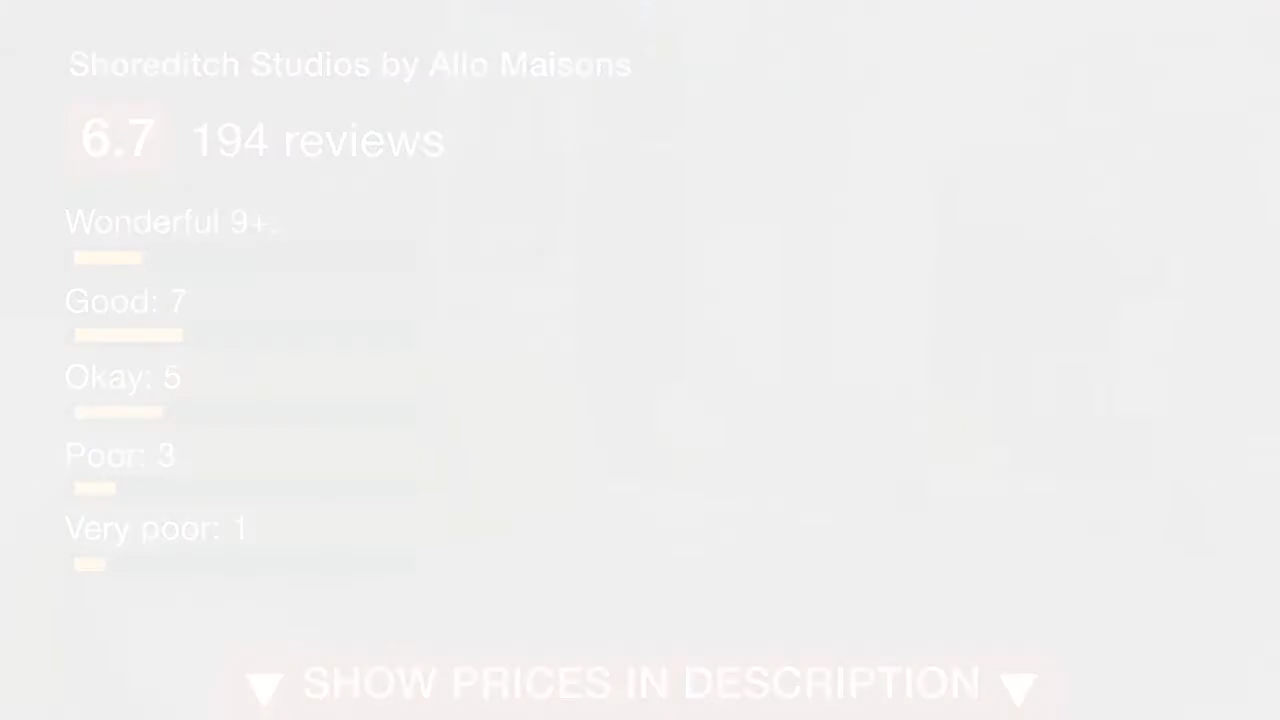 Shoreditch Studios by Allo Maisons
6.7 194 reviews
Wonderful 9+:
Good: 7
Okay: 5
Poor: 3
Very poor: 1
▼ SHOW PRICES IN DESCRIPTION ▼